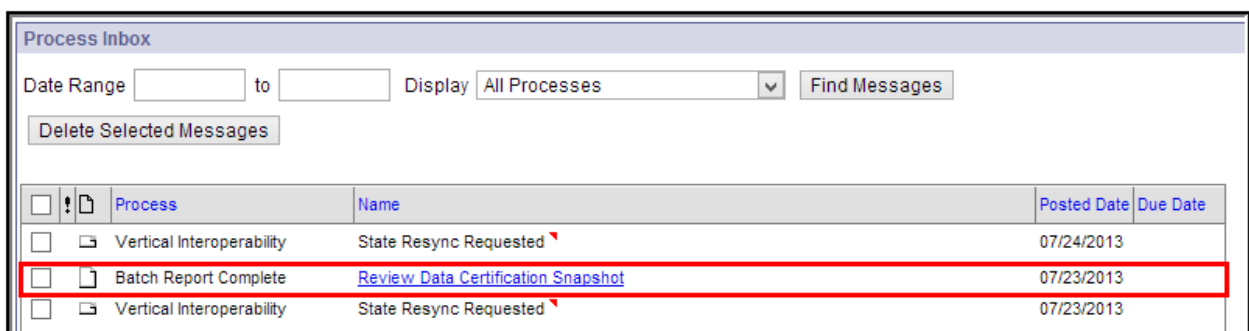 Process Inbox
Date Range to Display All Processes Find Messages
Delete Selected Messages
! Process Name Posted Date Due Date
Vertical Interoperability State Resync Requested 07/24/2013
Batch Report Complete Review Data Certification Snapshot 07/23/2013
Vertical Interoperability State Resync Requested 07/23/2013